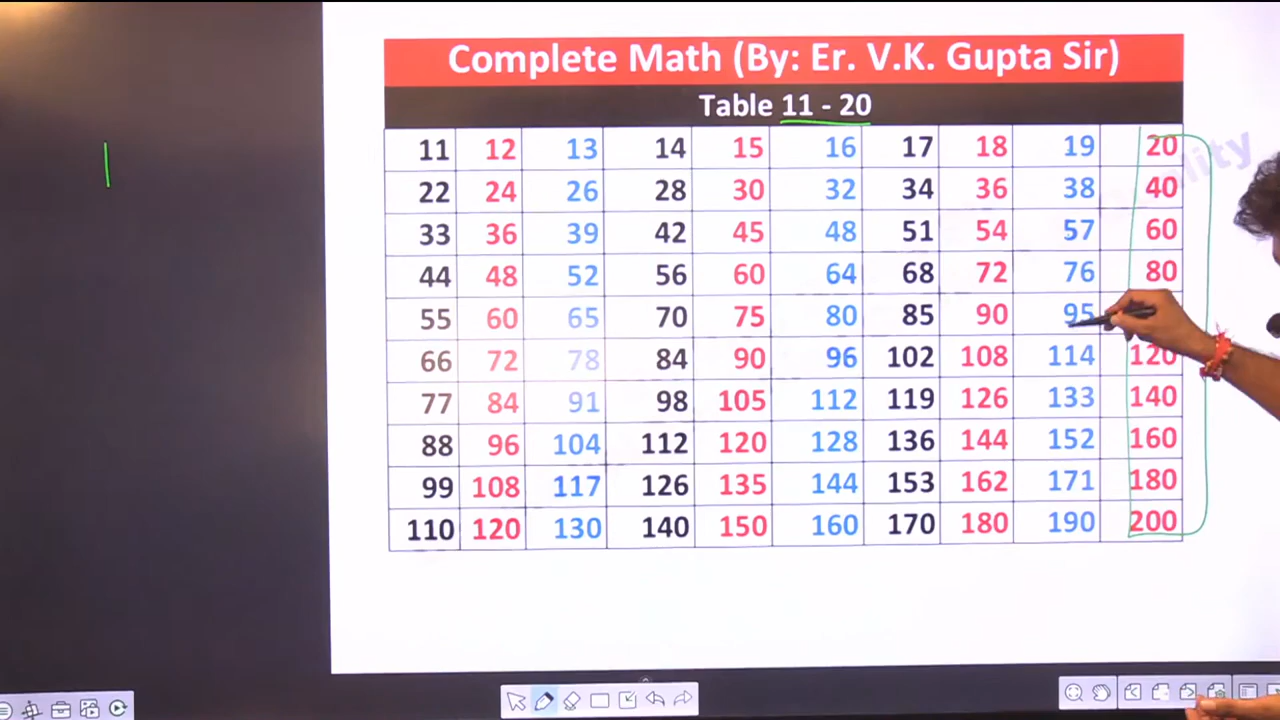 Complete Math (By: Er. V.K. Gupta Sir)
Table 11 - 20
11 12 13 14 15 16 17 18 19 20
22 24 26 28 30 32 34 36 38 40
33 36 39 42 45 48 51 54 57 60
44 48 52 56 60 64 68 72 76 80
55 60 65 70 75 80 85 90 95
66 72 78 84 90 96 102 108 114 120
77 84 91 98 105 112 119 126 133 140
88 96 104 112 120 128 136 144 152 160
99 108 117 126 135 144 153 162 171 180
110 120 130 140 150 160 170 180 190 200